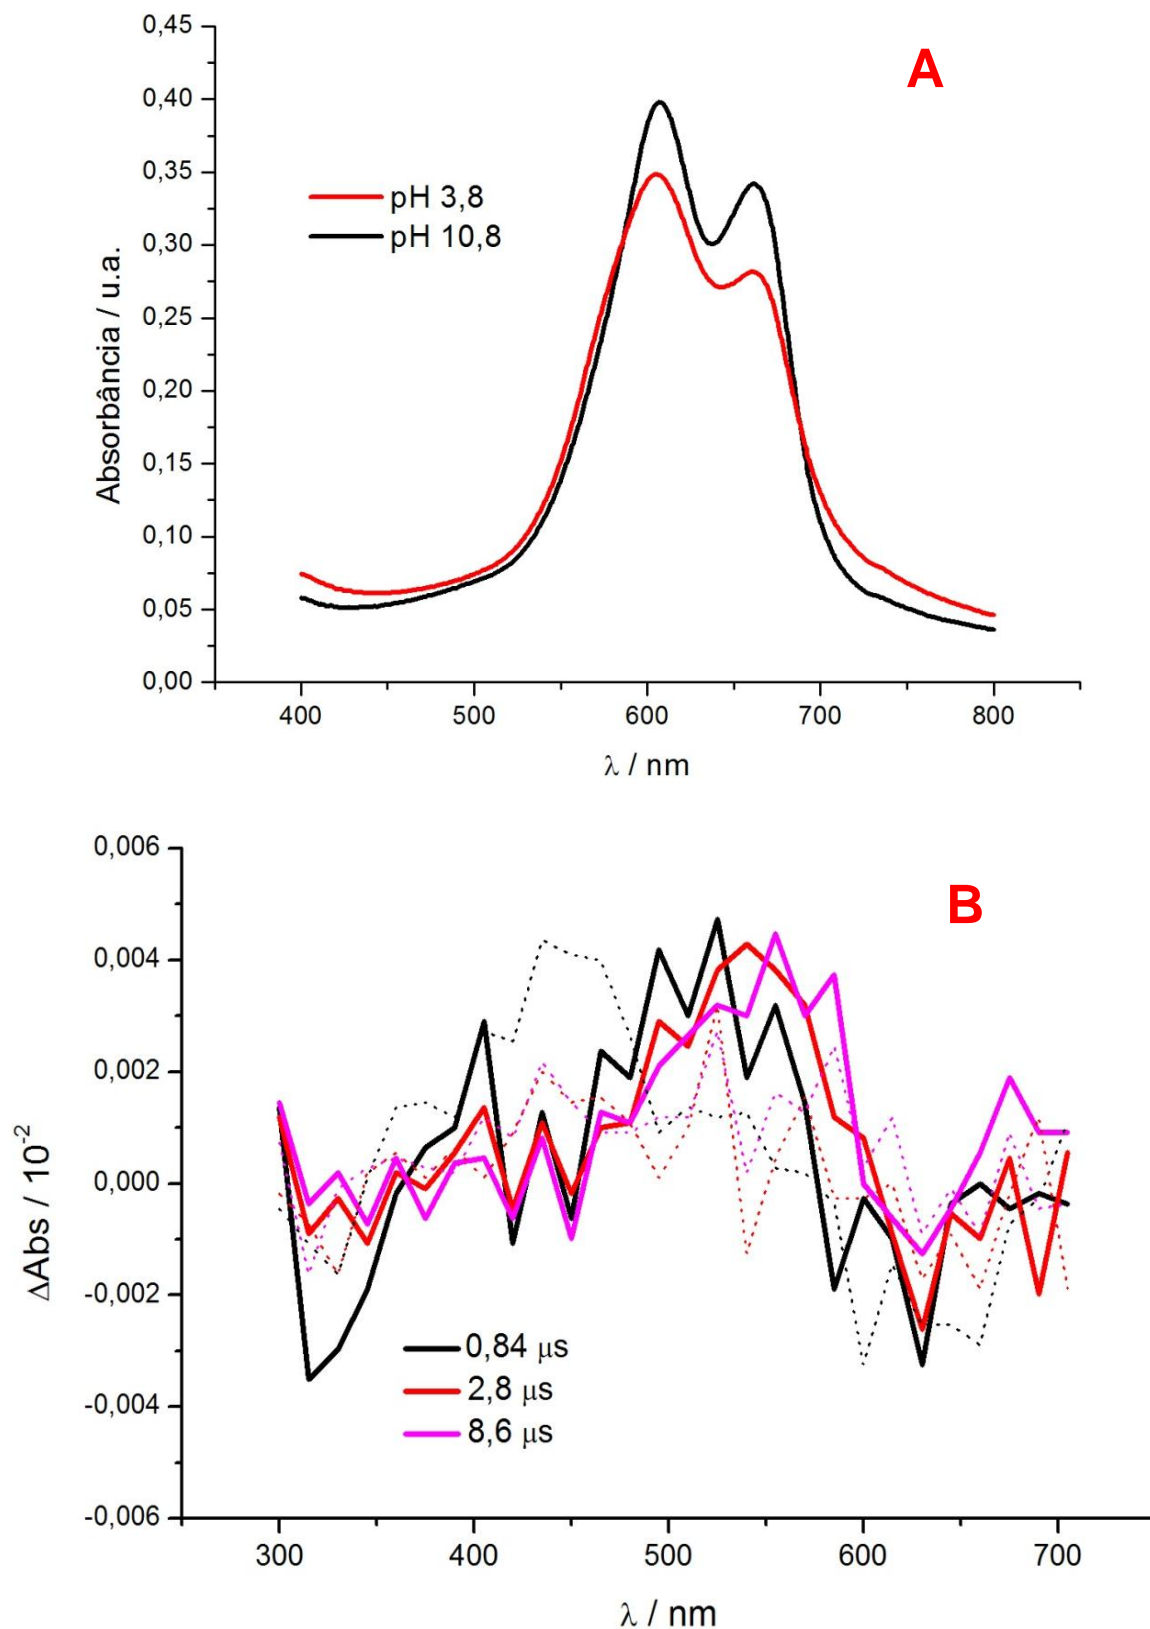 A
0,45
0,40
0,35
0,30
0,25
0,20
0,15
0,10
0,05
0,00
Absorbância / u.a.
pH 3,8
pH 10,8
400 500 600 700 800
λ / nm
B
0,006
0,004
0,002
0,000
-0,002
-0,004
-0,006
ΔAbs / 10⁻²
0,84 μs
2,8 μs
8,6 μs
300 400 500 600 700
λ / nm